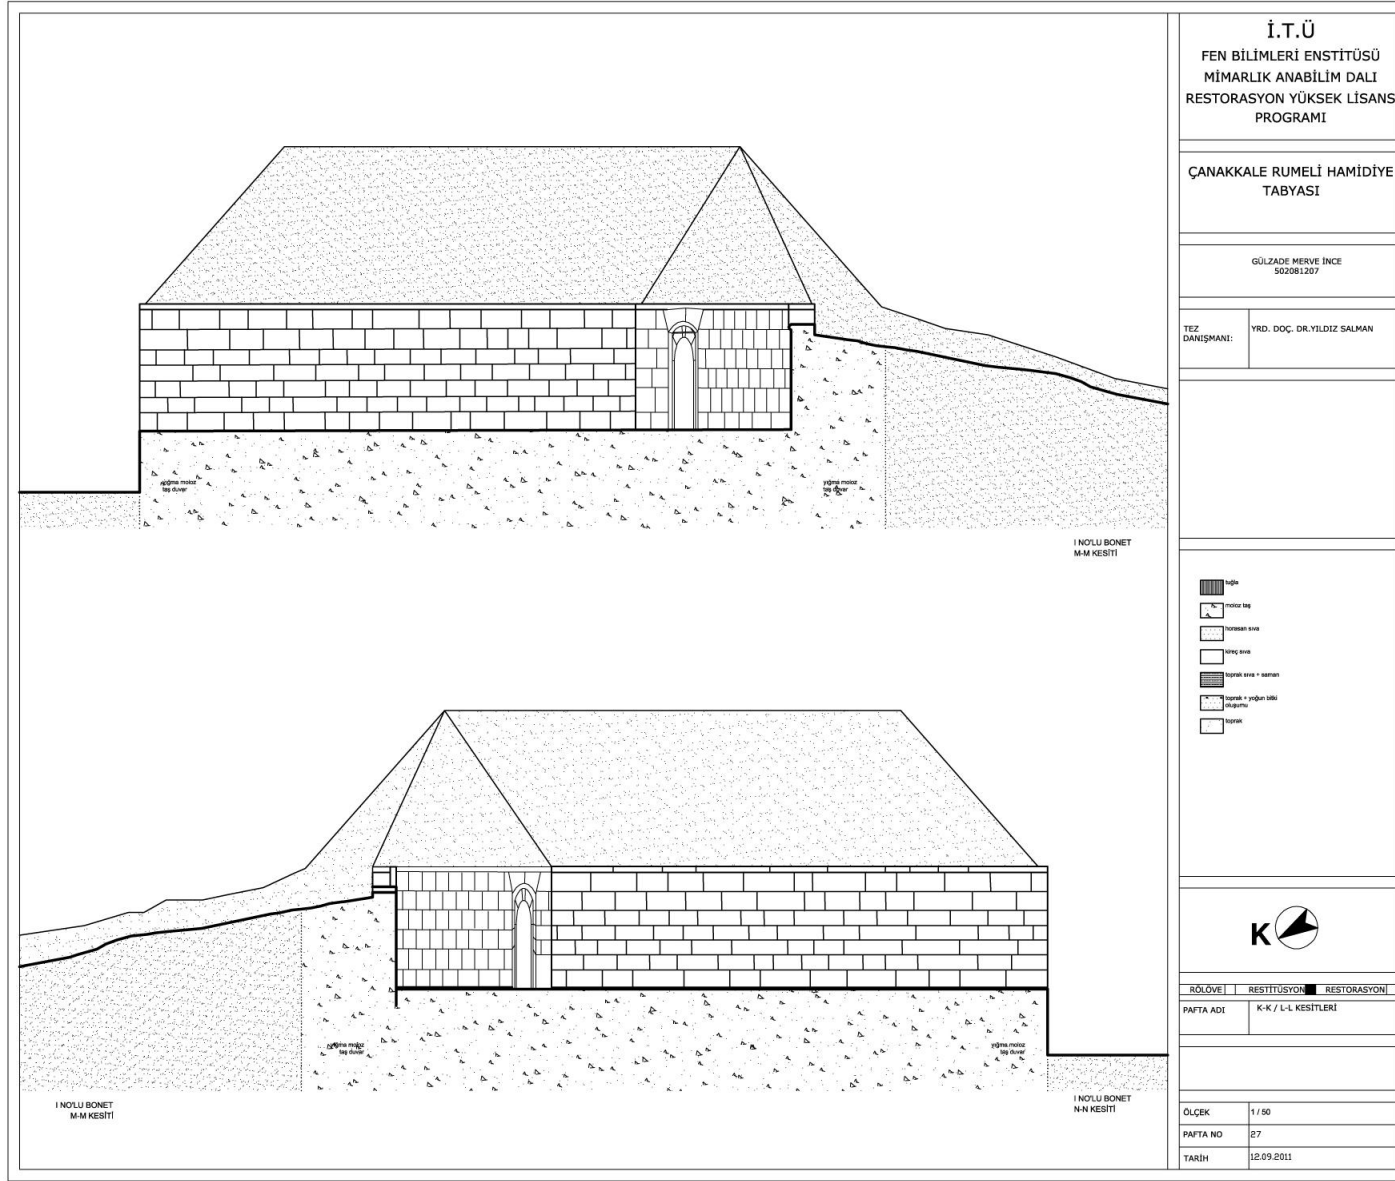 İ.T.Ü
FEN BİLİMLERİ ENSTİTÜSÜ
MİMARLIK ANABİLİM DALI
RESTORASYON YÜKSEK LİSANS
PROGRAMI
ÇANAKKALE RUMELİ HAMİDİYE
TABYASI
GÜLZADE MERVE İNCE
502081207
TEZ
DANIŞMANI:
YRD. DOÇ. DR.YILDIZ SALMAN
yığma moloz
taş duvar
yığma moloz
taş duvar
I NO'LU BONET
M-M KESİTİ
tuğla
moloz taş
horasan sıva
kireç sıva
toprak sıva + saman
toprak + yoğun bitki
oluşumu
toprak
K
yığma moloz
taş duvar
yığma moloz
taş duvar
I NO'LU BONET
M-M KESİTİ
I NO'LU BONET
N-N KESİTİ
RÖLÖVE RESTİTÜSYON RESTORASYON
PAFTA ADI K-K / L-L KESİTLERİ
ÖLÇEK 1 / 50
PAFTA NO 27
TARİH 12.09.2011